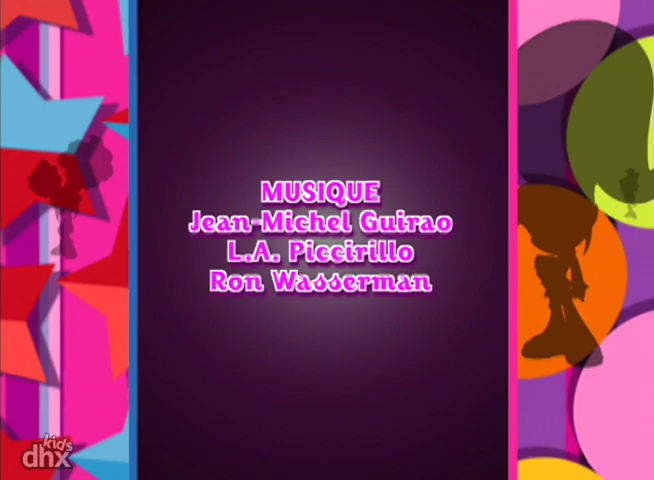 MUSIQUE
Jean-Michel Guirao
L.A. Piccirillo
Ron Wasserman
kids
dhx